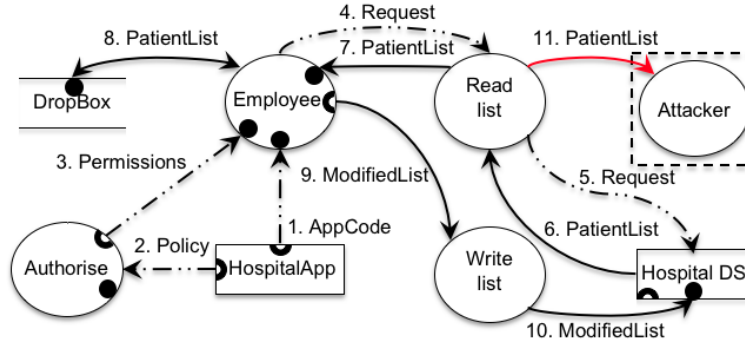 4. Request
8. PatientList
7. PatientList
11. PatientList
DropBox
Employee
Read
list
Attacker
3. Permissions
9. ModifiedList
5. Request
6. PatientList
2. Policy
1. AppCode
Authorise
HospitalApp
Write
list
Hospital DS
10. ModifiedList